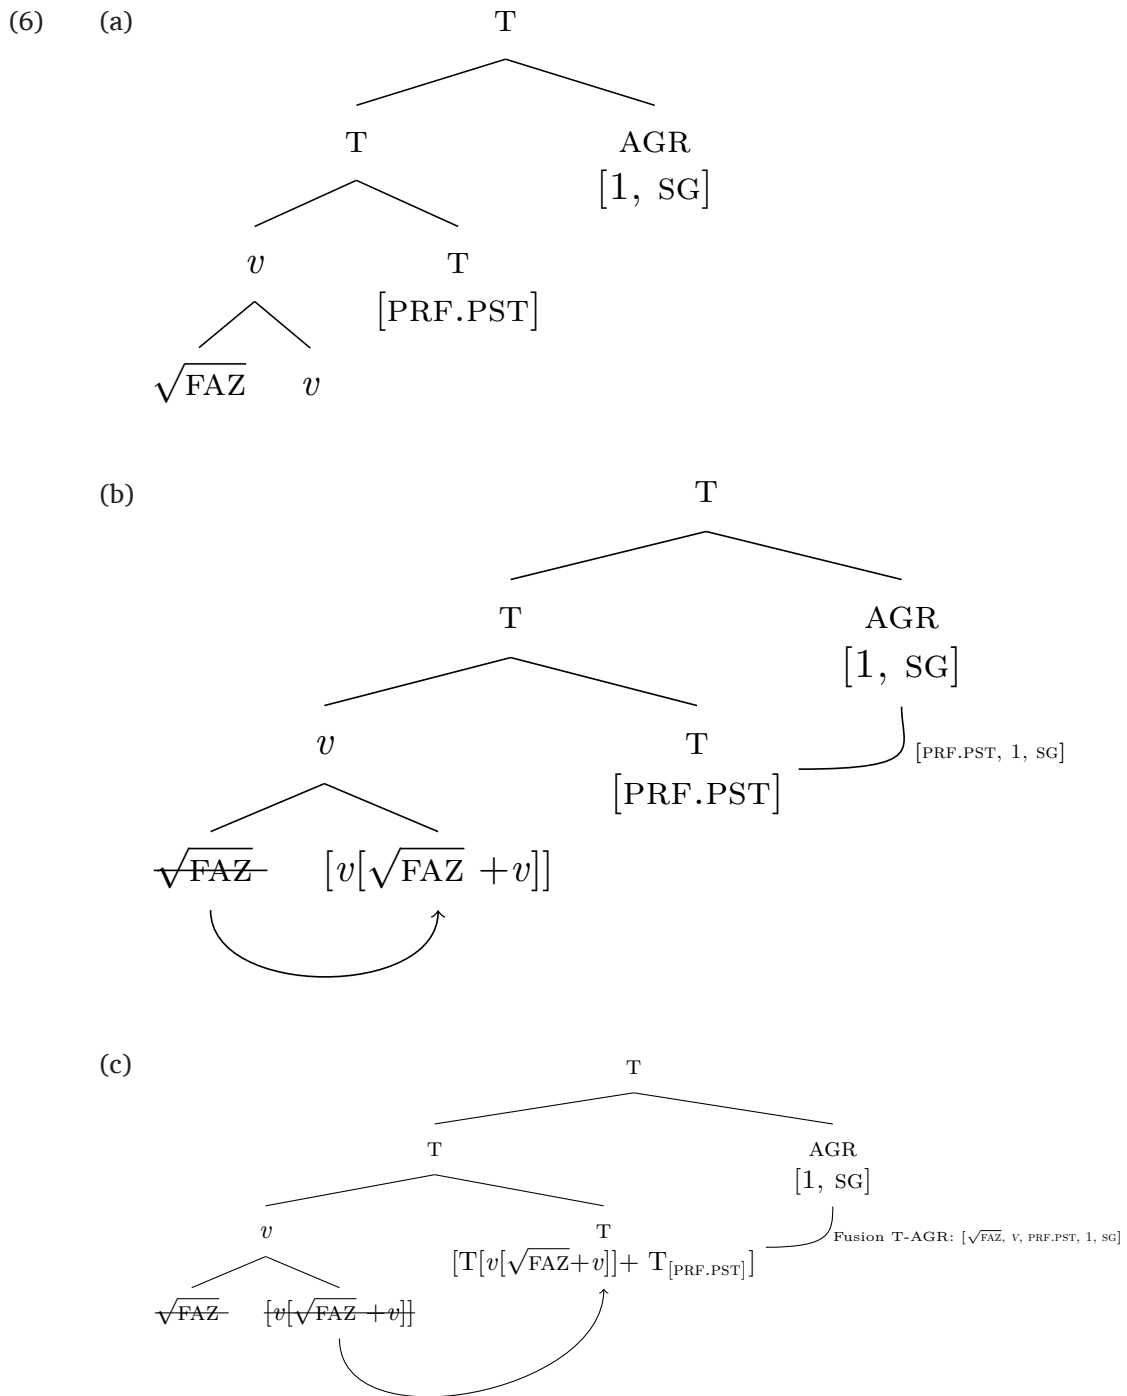 (6) (a) T
T AGR
[1, SG]
v T
[PRF.PST]
√FAZ v
(b) T
T AGR
[1, SG]
v T [PRF.PST, 1, SG]
[PRF.PST]
√FAZ [v[√FAZ +v]]
(c) T
T AGR
[1, SG]
v T Fusion T-AGR: [√FAZ, V, PRF.PST, 1, SG]
[T[v[√FAZ+v]]+ T[PRF.PST]]
√FAZ [v[√FAZ +v]]